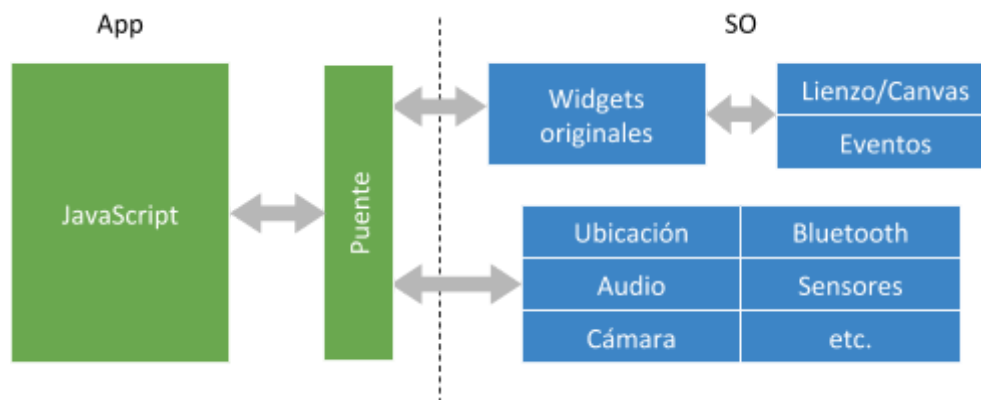 App
SO
JavaScript
Puente
Widgets
originales
Lienzo/Canvas
Eventos
Ubicación
Bluetooth
Audio
Sensores
Cámara
etc.